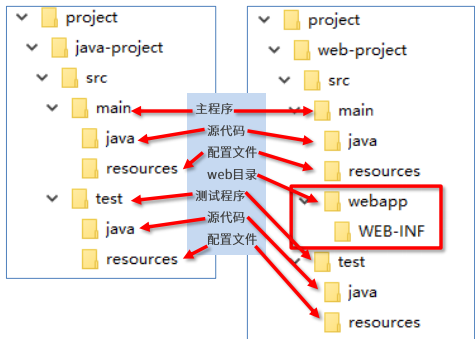 project
java-project
src
main
java
resources
test
java
resources
主程序
源代码
配置文件
web目录
测试程序
源代码
配置文件
project
web-project
src
main
java
resources
webapp
WEB-INF
test
java
resources